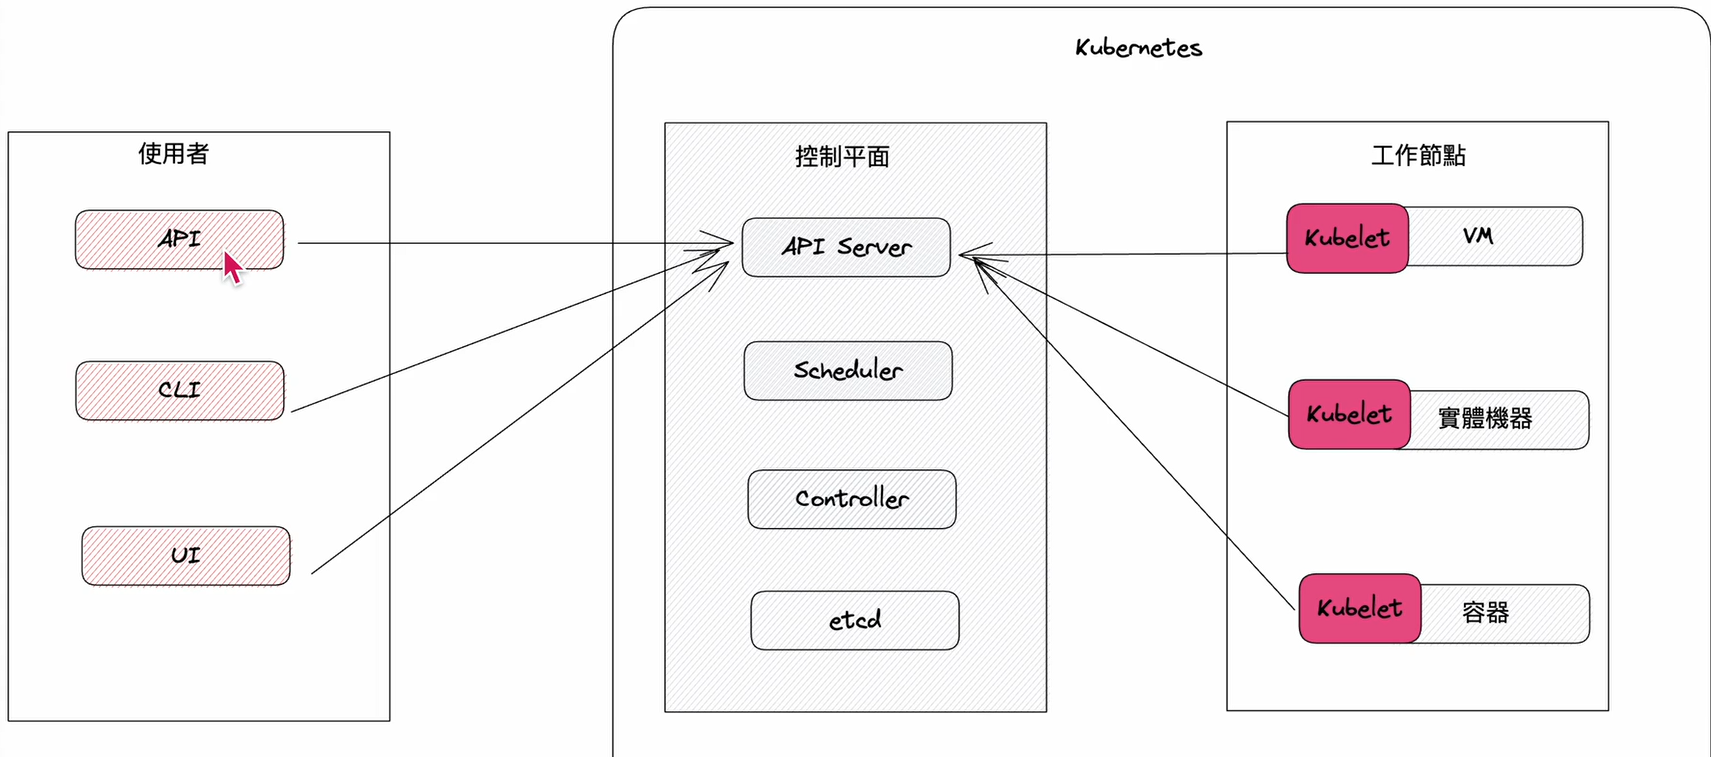 Kubernetes
使用者
API
CLI
UI
控制平面
API Server
Scheduler
Controller
etcd
工作節點
Kubelet
VM
Kubelet
實體機器
Kubelet
容器